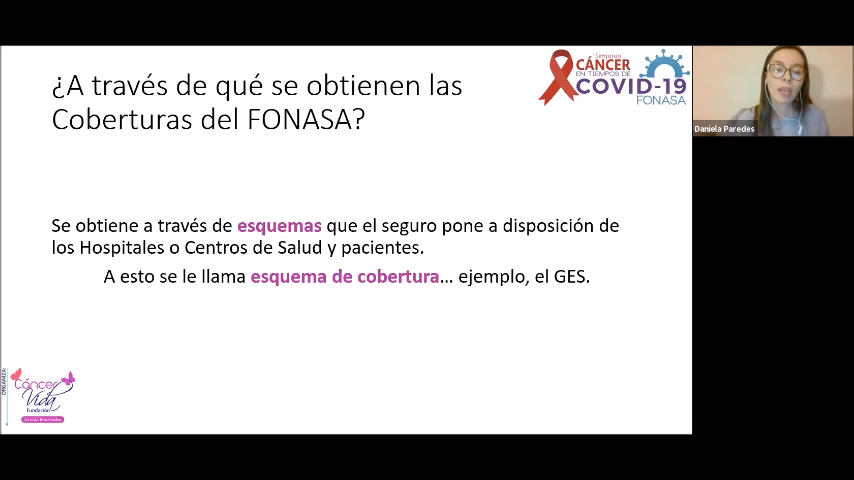 ¿A través de qué se obtienen las
Coberturas del FONASA?
Simposio
CÁNCER
EN TIEMPOS DE
COVID-19
FONASA
Daniela Paredes
Se obtiene a través de esquemas que el seguro pone a disposición de
los Hospitales o Centros de Salud y pacientes.
A esto se le llama esquema de cobertura... ejemplo, el GES.
ORGANIZA:
Cáncer
Vida
Fundación